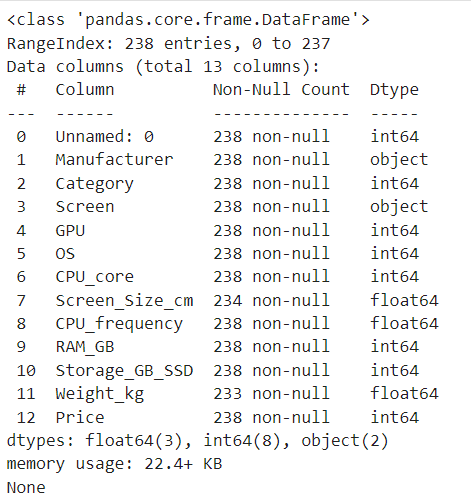 <class 'pandas.core.frame.DataFrame'>
RangeIndex: 238 entries, 0 to 237
Data columns (total 13 columns):
 #   Column          Non-Null Count  Dtype
---  ------          --------------  -----
 0   Unnamed: 0      238 non-null    int64
 1   Manufacturer    238 non-null    object
 2   Category        238 non-null    int64
 3   Screen          238 non-null    object
 4   GPU             238 non-null    int64
 5   OS              238 non-null    int64
 6   CPU_core        238 non-null    int64
 7   Screen_Size_cm  234 non-null    float64
 8   CPU_frequency   238 non-null    float64
 9   RAM_GB          238 non-null    int64
 10  Storage_GB_SSD  238 non-null    int64
 11  Weight_kg       233 non-null    float64
 12  Price           238 non-null    int64
dtypes: float64(3), int64(8), object(2)
memory usage: 22.4+ KB
None